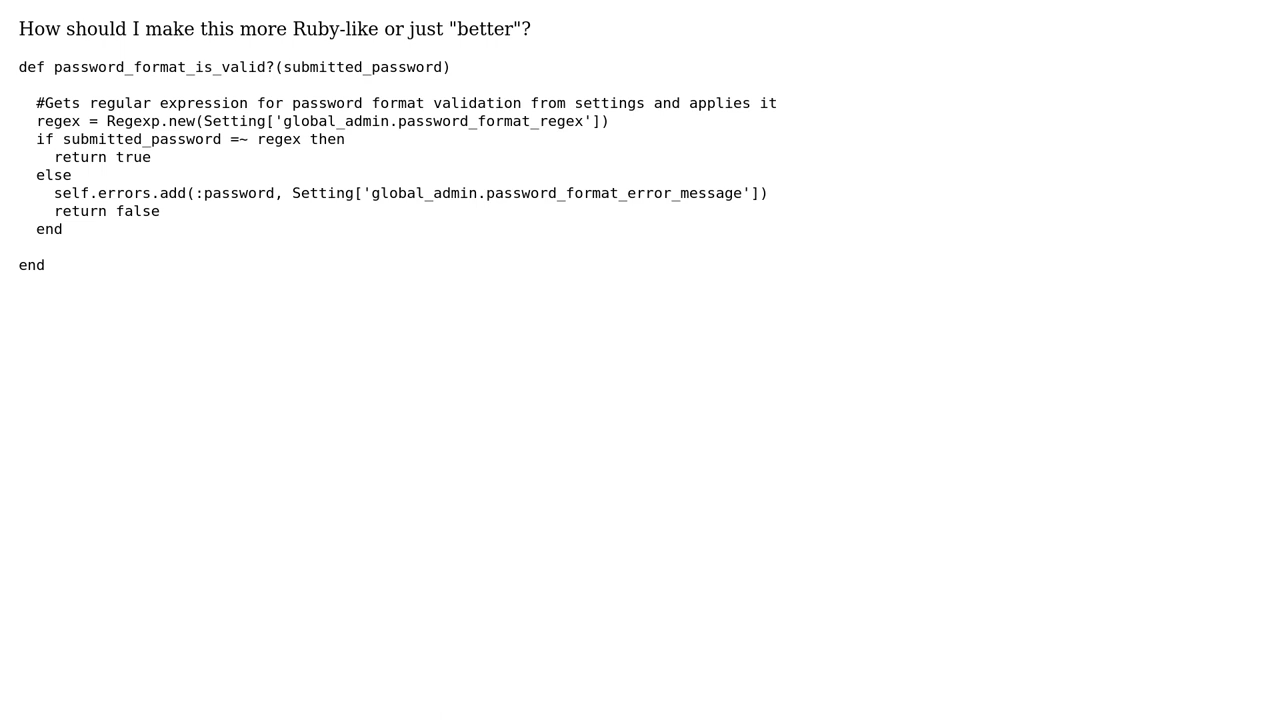 How should I make this more Ruby-like or just "better"?
def password_format_is_valid?(submitted_password)
  #Gets regular expression for password format validation from settings and applies it
  regex = Regexp.new(Setting['global_admin.password_format_regex'])
  if submitted_password =~ regex then
    return true
  else
    self.errors.add(:password, Setting['global_admin.password_format_error_message'])
    return false
  end
end